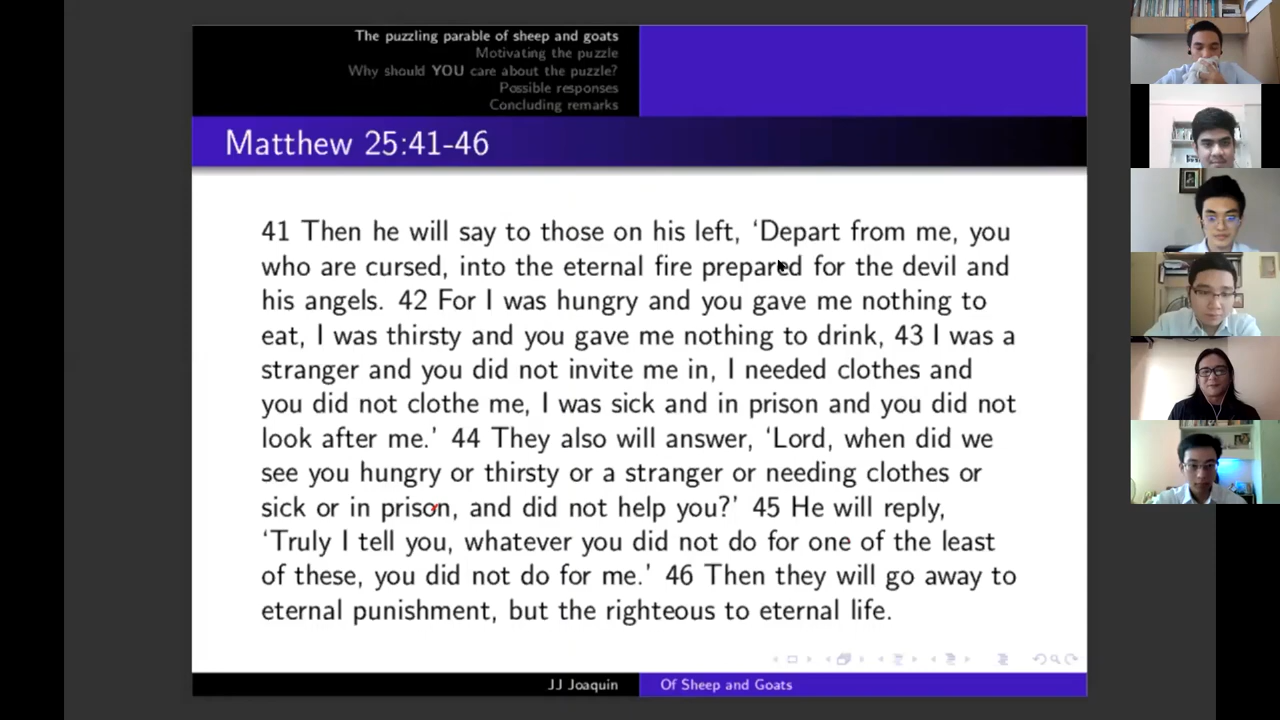 The puzzling parable of sheep and goats
Motivating the puzzle
Why should YOU care about the puzzle?
Possible responses
Concluding remarks
Matthew 25:41-46
41 Then he will say to those on his left, ‘Depart from me, you
who are cursed, into the eternal fire prepared for the devil and
his angels. 42 For I was hungry and you gave me nothing to
eat, I was thirsty and you gave me nothing to drink, 43 I was a
stranger and you did not invite me in, I needed clothes and
you did not clothe me, I was sick and in prison and you did not
look after me.’ 44 They also will answer, ‘Lord, when did we
see you hungry or thirsty or a stranger or needing clothes or
sick or in prison, and did not help you?’ 45 He will reply,
‘Truly I tell you, whatever you did not do for one of the least
of these, you did not do for me.’ 46 Then they will go away to
eternal punishment, but the righteous to eternal life.
JJ Joaquin
Of Sheep and Goats